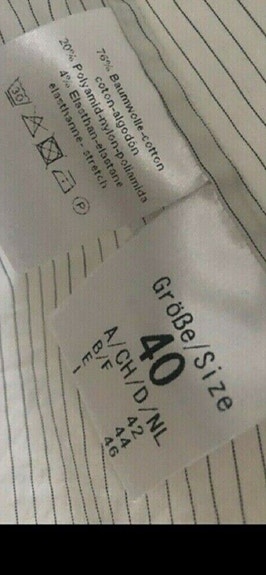 76% Baumwolle-cotton
coton-algodón
20% Polyamid-nylon-poliamida
4% Elasthan-elastane
elasthanne-stretch
30
P
Größe/Size
40
A/CH/D/NL
B/F 42
E 44
I 46